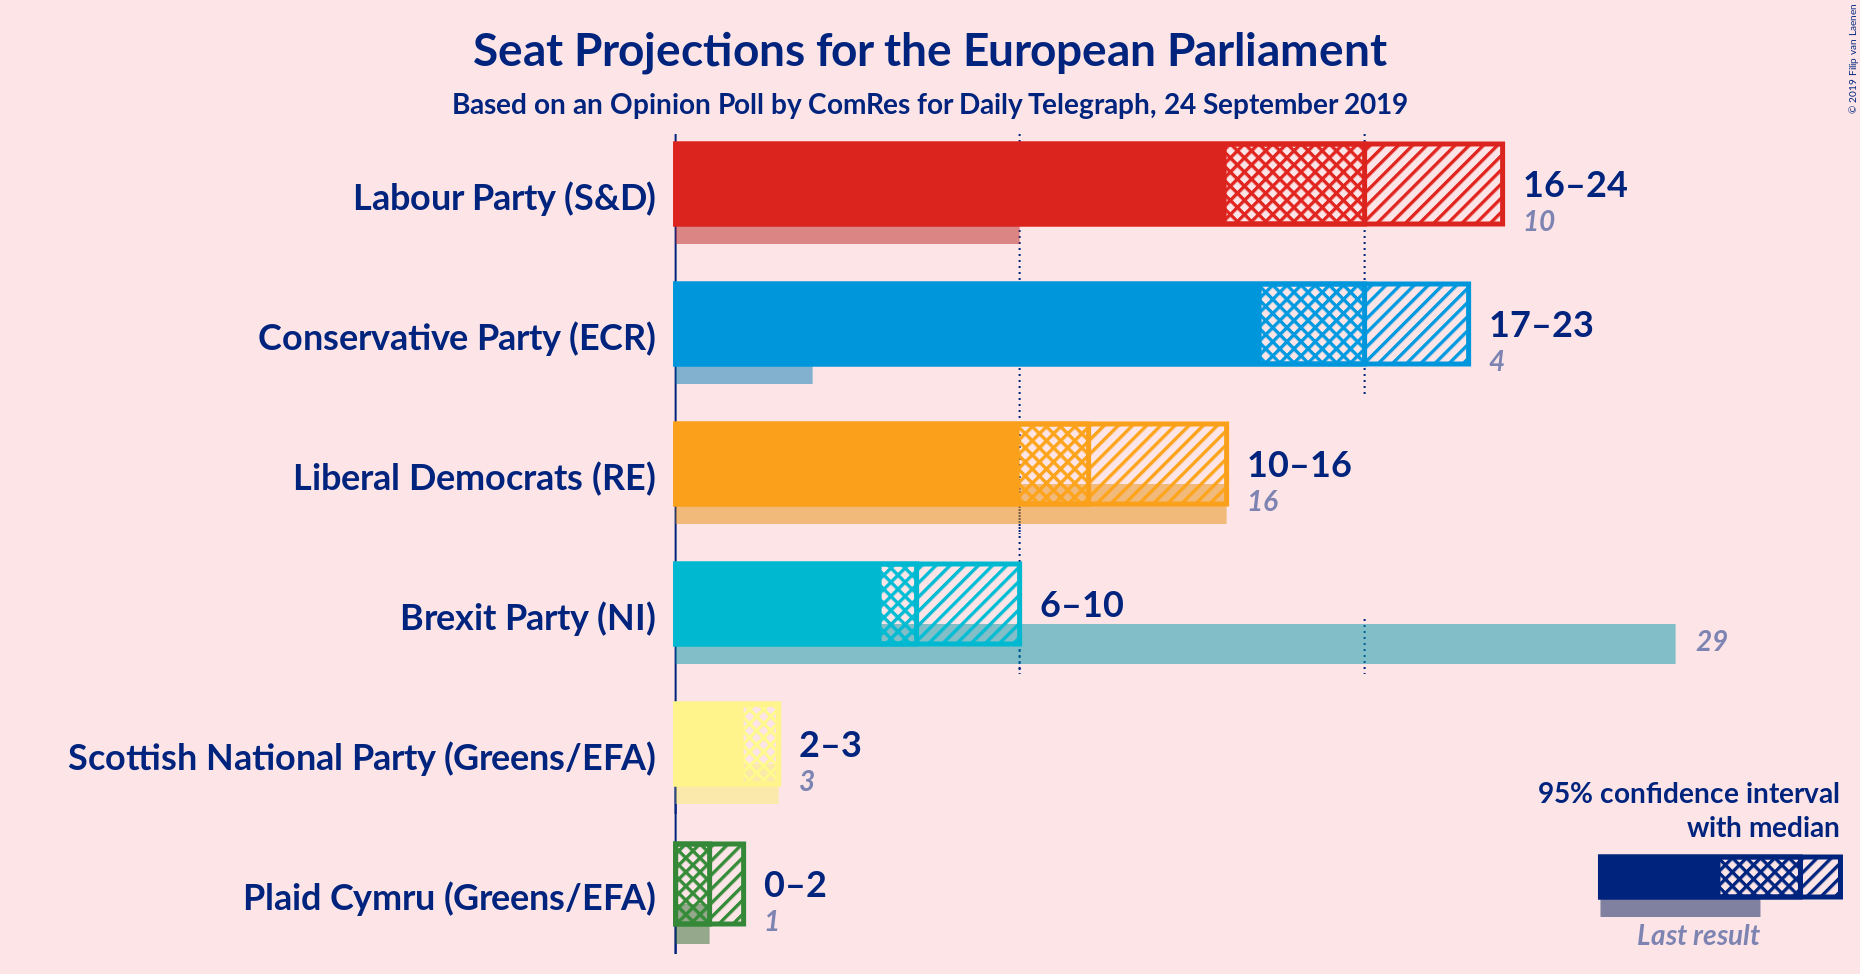 Seat Projections for the European Parliament
Based on an Opinion Poll by ComRes for Daily Telegraph, 24 September 2019
© 2019 Filip van Laenen
Labour Party (S&D)
16–24
10
Conservative Party (ECR)
17–23
4
Liberal Democrats (RE)
10–16
16
Brexit Party (NI)
6–10
29
Scottish National Party (Greens/EFA)
2–3
3
Plaid Cymru (Greens/EFA)
0–2
1
95% confidence interval
with median
Last result